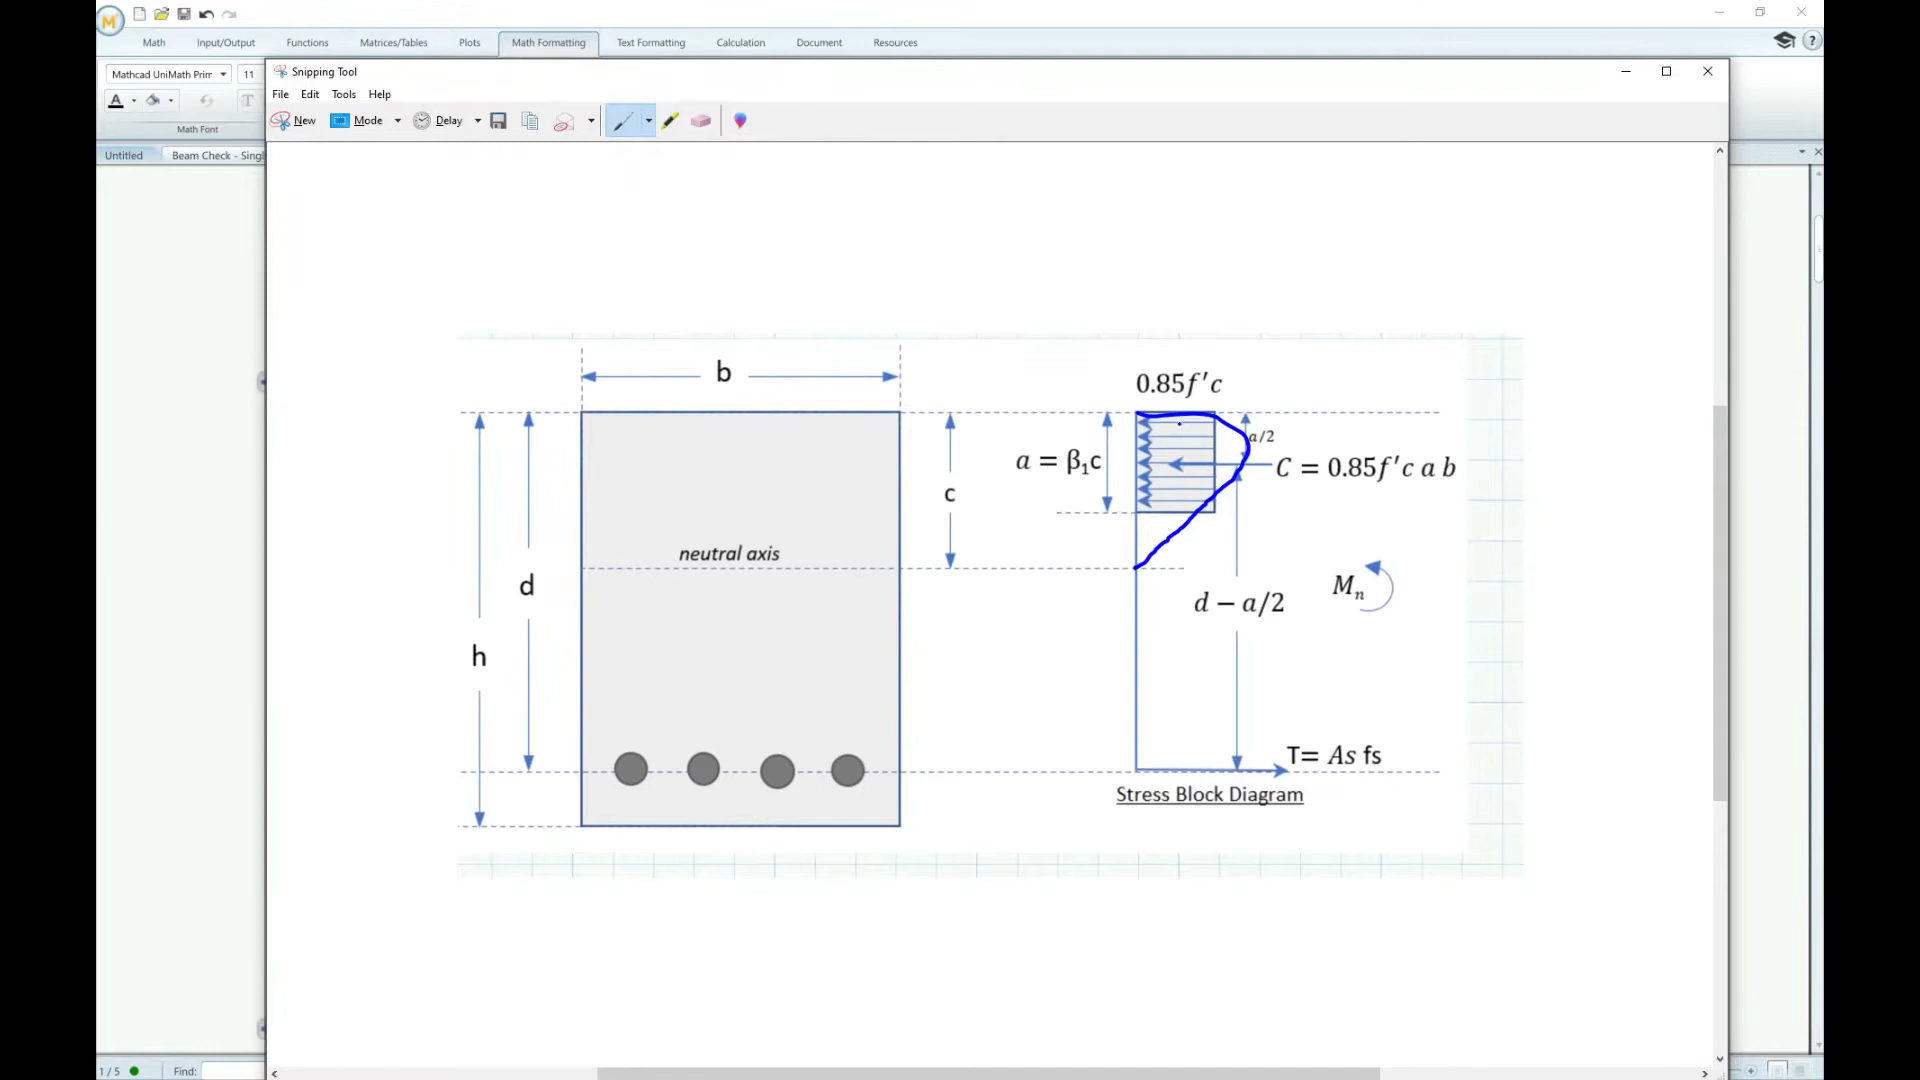 M
Math Input/Output Functions Matrices/Tables Plots Math Formatting Text Formatting Calculation Document Resources
?
Mathcad UniMath Prim 11
A T
Math Font
Untitled Beam Check - Singl
Snipping Tool
File Edit Tools Help
New Mode Delay
b
0.85f'c
a/2
a = β₁c
C = 0.85f'c a b
c
neutral axis
d
d − a/2
Mₙ
h
T= As fs
Stress Block Diagram
1 / 5 Find: